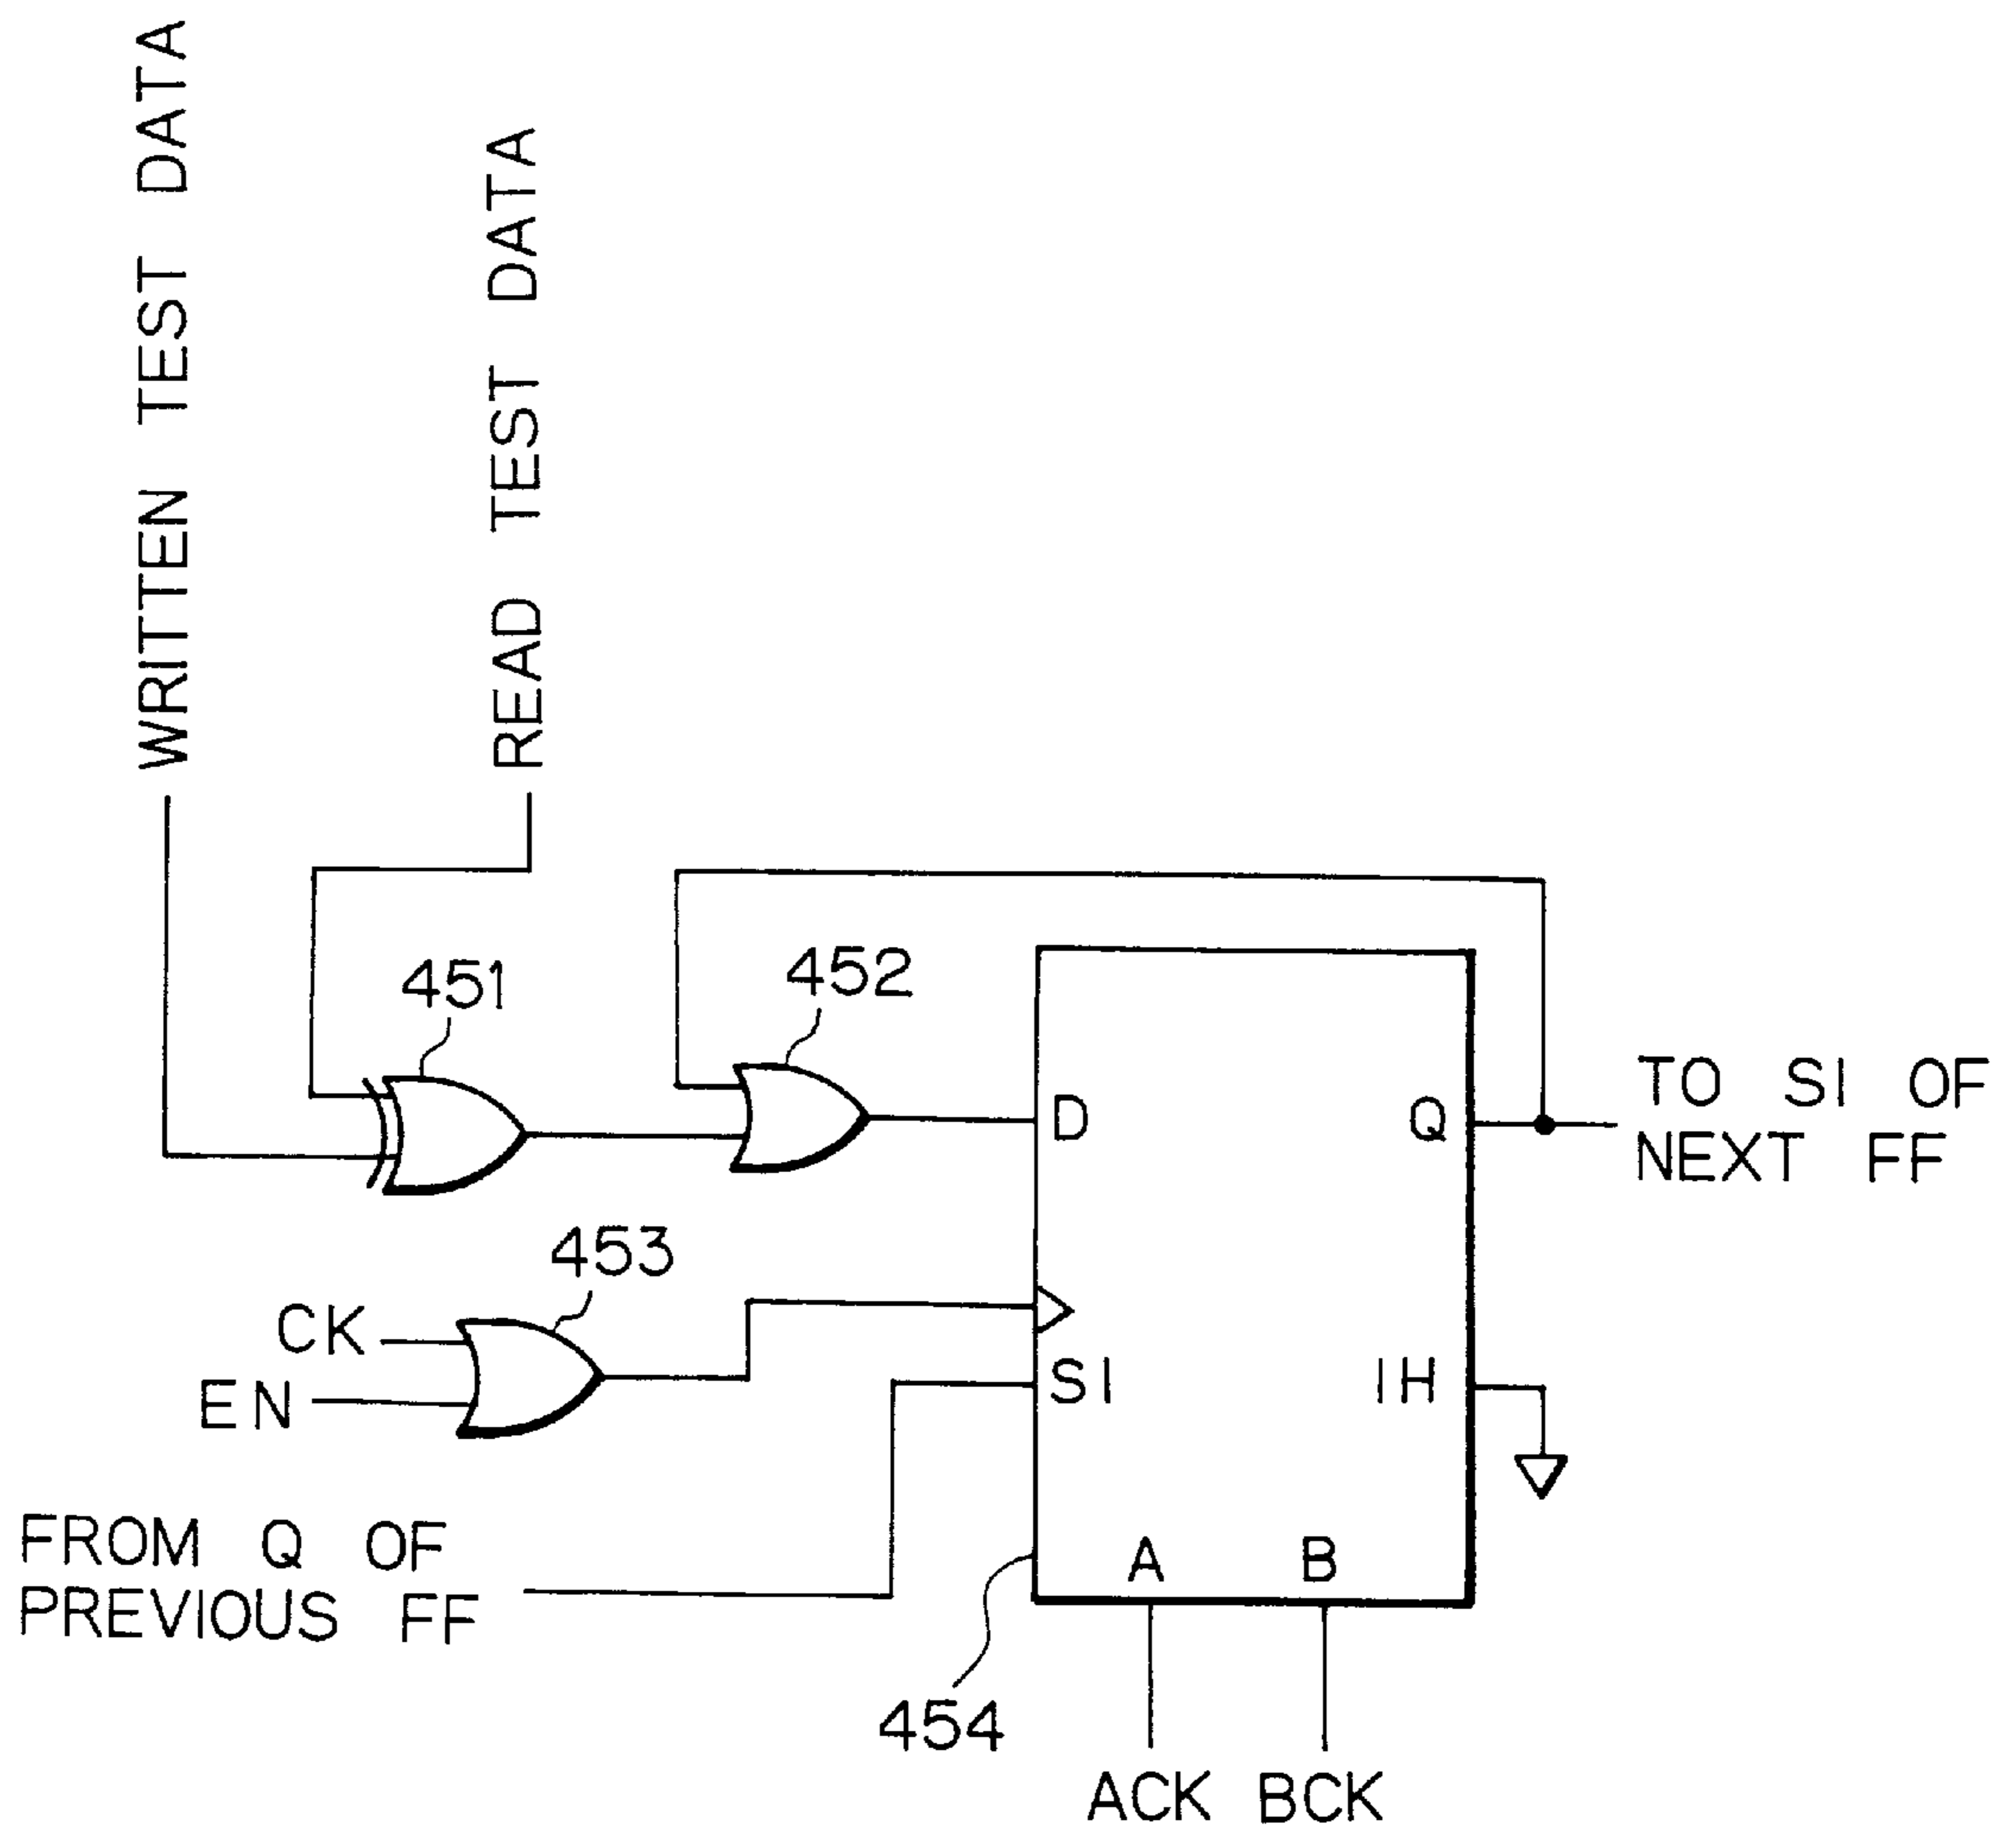 WRITTEN TEST DATA
READ TEST DATA
451
452
D
Q
TO SI OF
NEXT FF
453
CK
EN
SI
IH
FROM Q OF
PREVIOUS FF
A
B
454
ACK
BCK